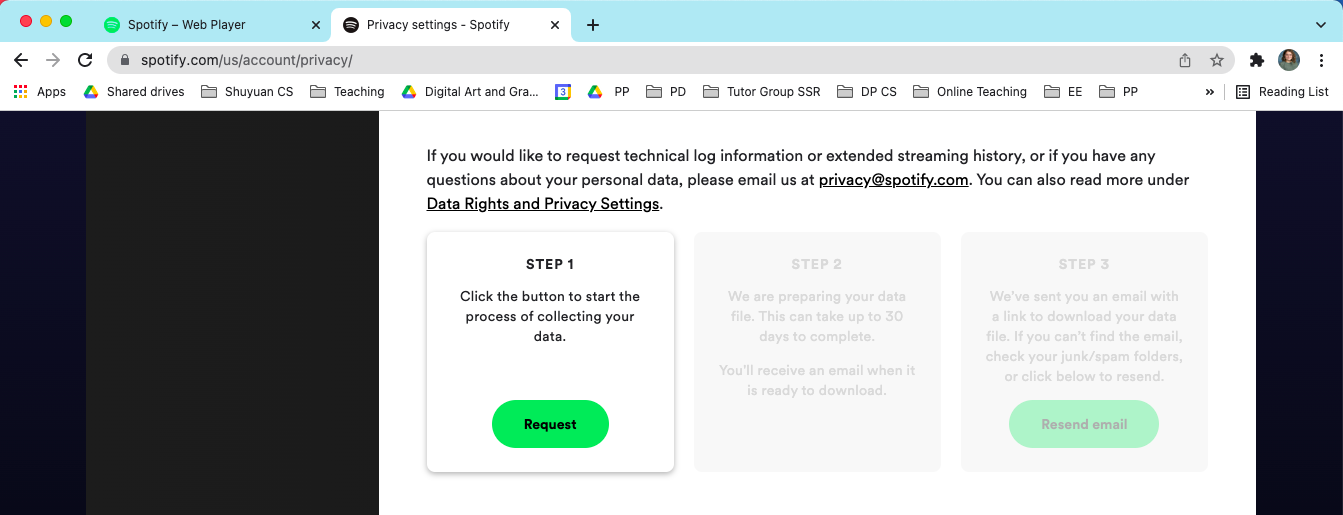 Spotify – Web Player
Privacy settings - Spotify
spotify.com/us/account/privacy/
Apps Shared drives Shuyuan CS Teaching Digital Art and Gra... 3 PP PD Tutor Group SSR DP CS Online Teaching EE PP » Reading List
If you would like to request technical log information or extended streaming history, or if you have any
questions about your personal data, please email us at privacy@spotify.com. You can also read more under
Data Rights and Privacy Settings.
STEP 1
Click the button to start the
process of collecting your
data.
Request
STEP 2
We are preparing your data
file. This can take up to 30
days to complete.
You'll receive an email when it
is ready to download.
STEP 3
We've sent you an email with
a link to download your data
file. If you can't find the email,
check your junk/spam folders,
or click below to resend.
Resend email